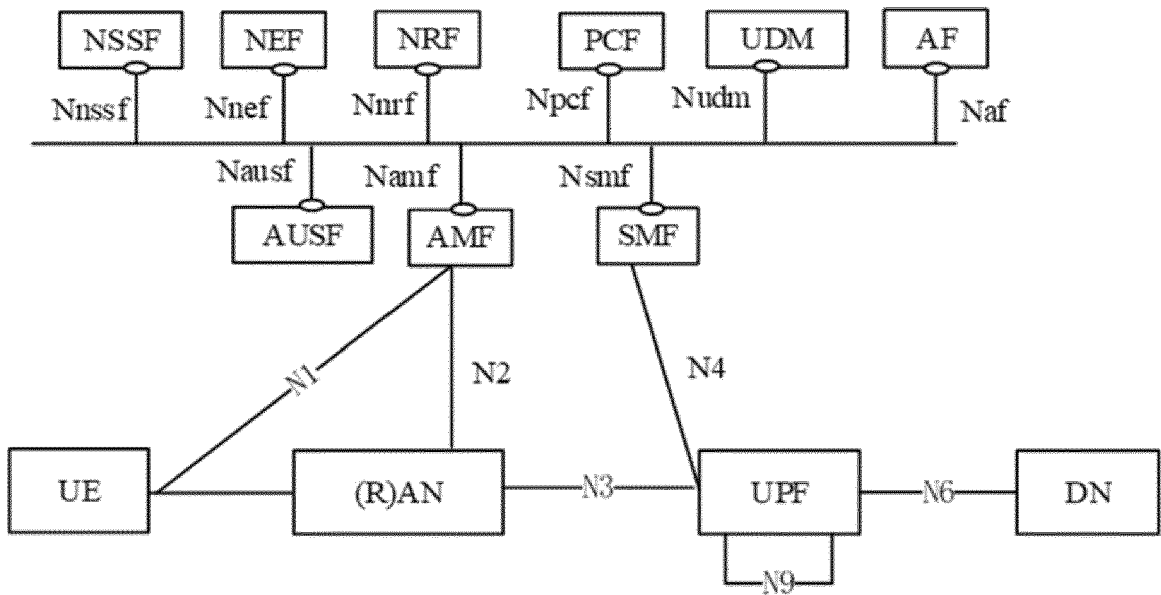 NSSF NEF NRF PCF UDM AF
Nnssf Nnef Nnrf Npcf Nudm Naf
Nausf Namf Nsmf
AUSF AMF SMF
N1 N2 N4
UE (R)AN N3 UPF N6 DN
N9